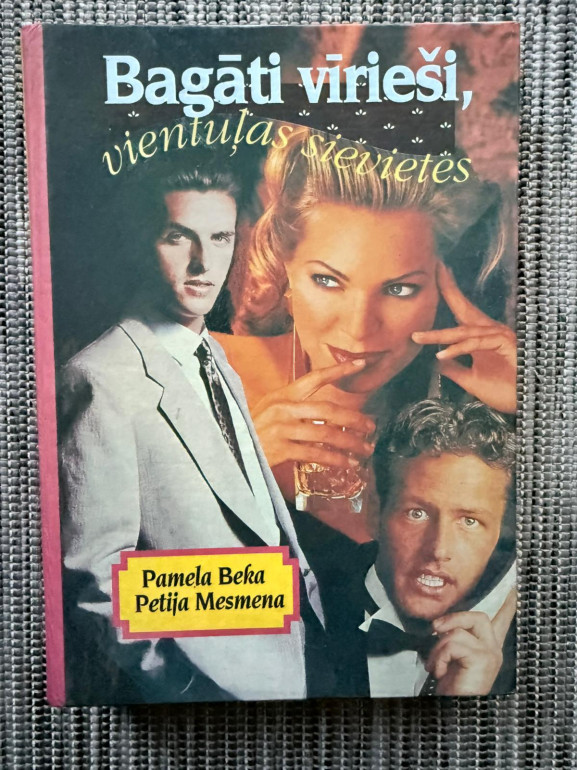 Bagāti vīrieši,
vientuļas sievietes
Pamela Beka
Petija Mesmena